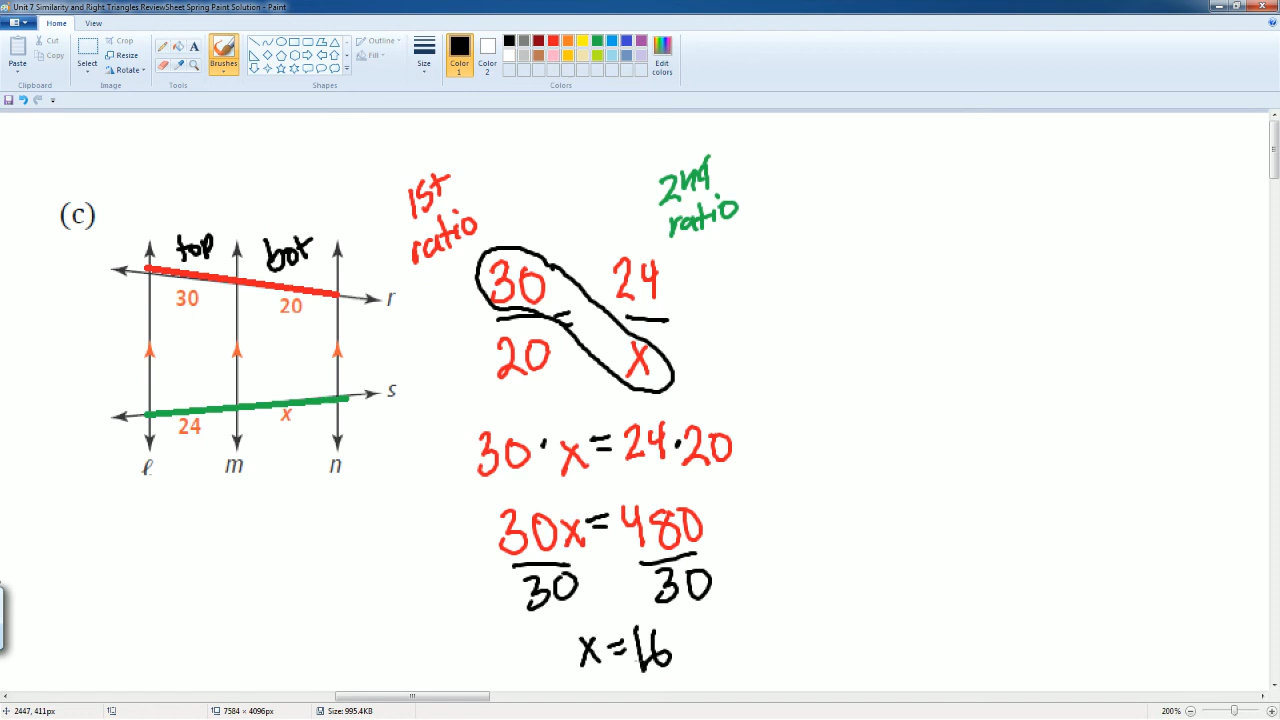 Unit 7 Similarity and Right Triangles ReviewSheet Spring Paint Solution - Paint
Home View
Paste
Cut
Copy
Clipboard
Select
Crop
Resize
Rotate
Image
A
Tools
Brushes
Outline
Fill
Shapes
Size
Color 1
Color 2
Edit colors
Colors
(c)
top bot
30 20 r
24 x s
ℓ m n
1st
ratio
2nd
ratio
30 = 24
20 x
30 · x = 24 · 20
30x = 480
30 30
x = 16
2447, 411px 7584 × 4096px Size: 995.4KB 200%